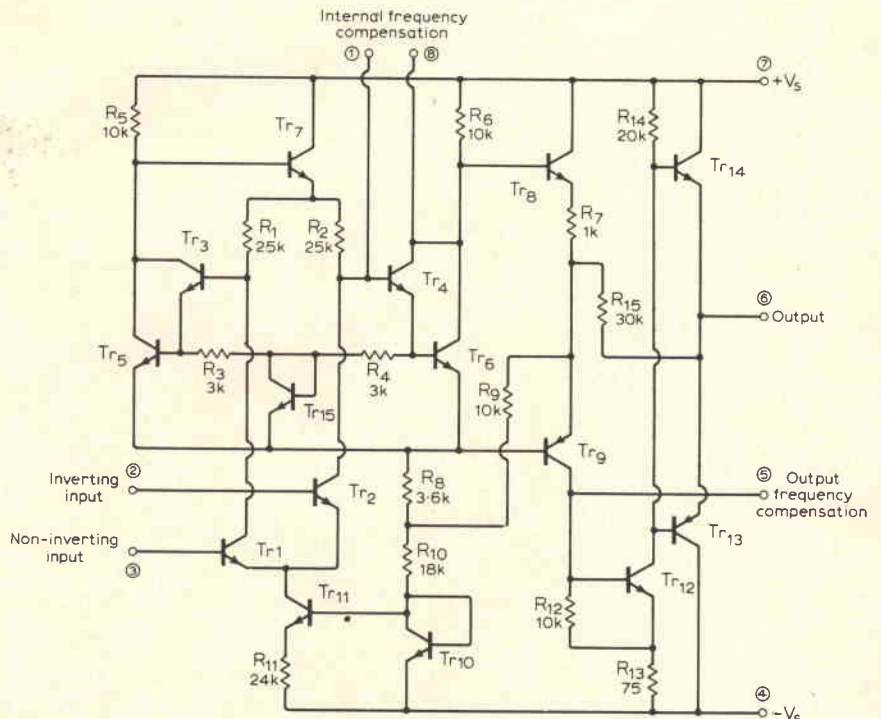 Internal frequency
compensation
① ⑧
⑦
+Vs
R5
10k
Tr7
R6
10k
R14
20k
Tr14
Tr8
R1
25k
R2
25k
R7
1k
Tr3
Tr4
R15
30k
⑥
Output
Tr5
R3
3k
R4
3k
Tr6
Tr15
R9
10k
Tr9
②
Inverting
input
Tr2
R8
3·6k
⑤
Output
frequency
compensation
Non-inverting
input
③
Tr1
R10
18k
Tr13
Tr11
Tr12
R12
10k
R11
24k
Tr10
R13
75
④
-Vs